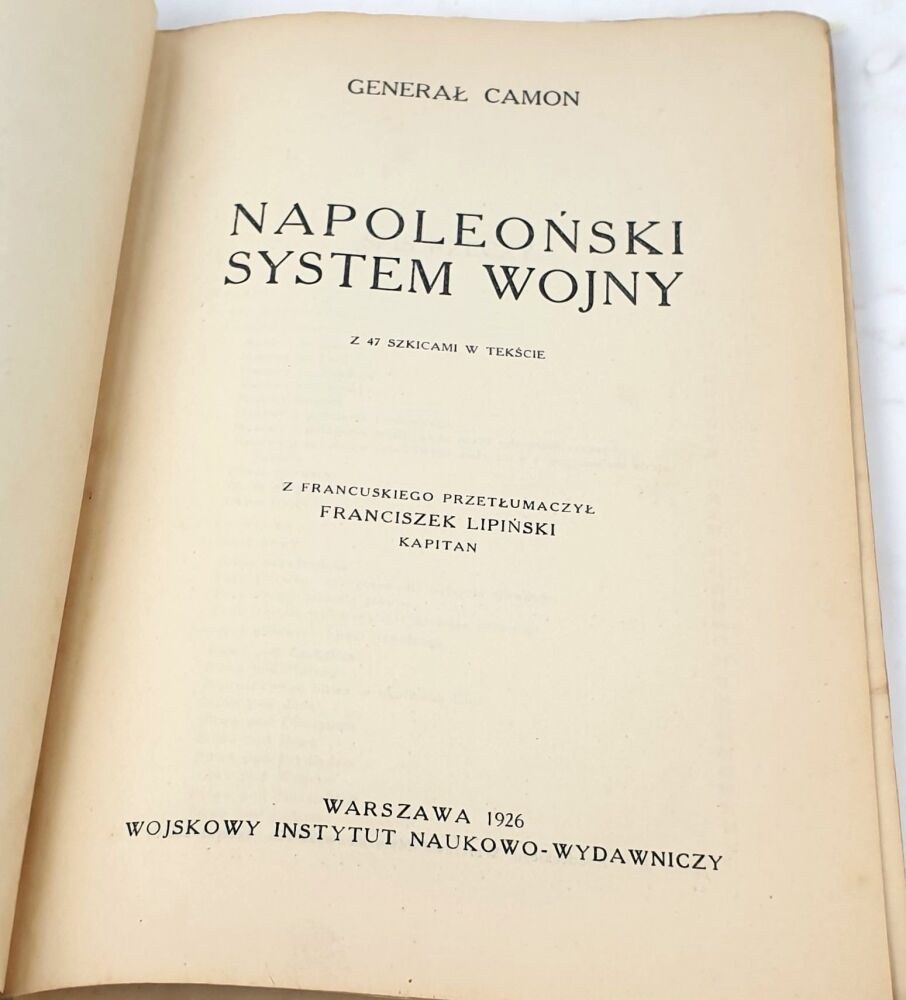 GENERAŁ CAMON
NAPOLEOŃSKI
SYSTEM WOJNY
Z 47 SZKICAMI W TEKŚCIE
Z FRANCUSKIEGO PRZETŁUMACZYŁ
FRANCISZEK LIPIŃSKI
KAPITAN
WARSZAWA 1926
WOJSKOWY INSTYTUT NAUKOWO-WYDAWNICZY